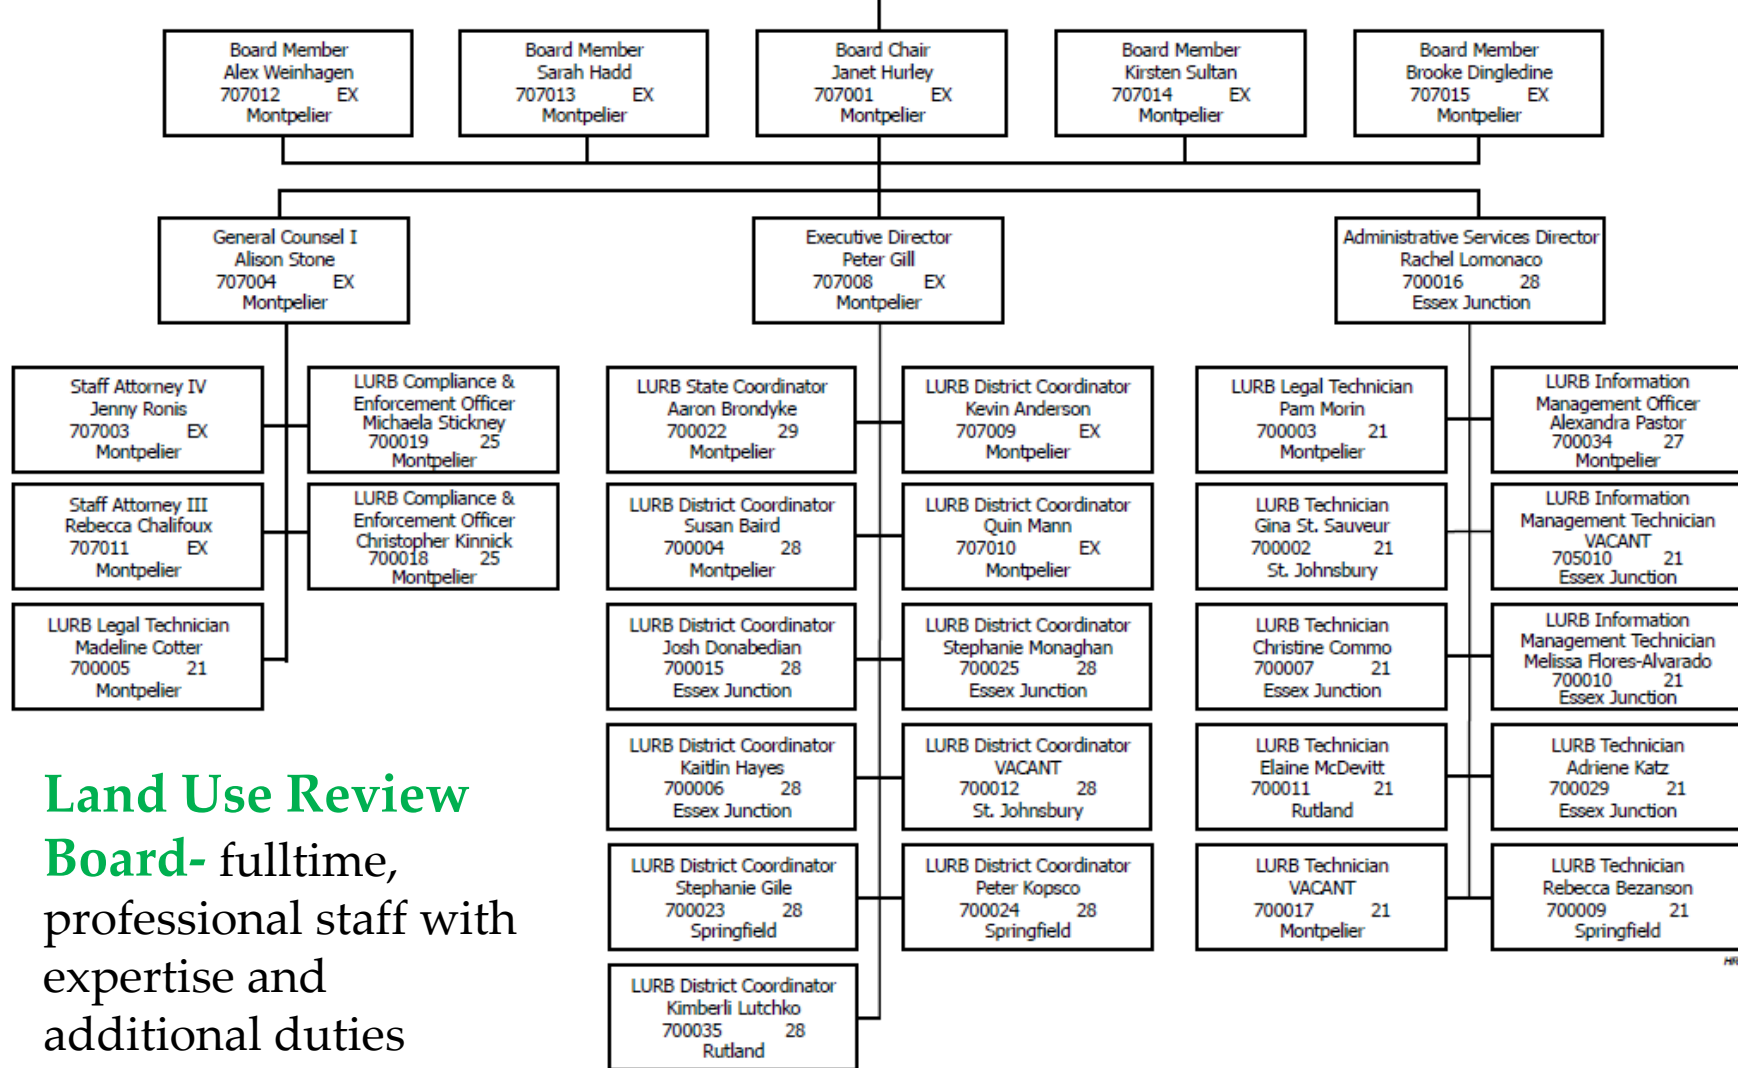 Board Member
Alex Weinhagen
707012 EX
Montpelier
Board Member
Sarah Hadd
707013 EX
Montpelier
Board Chair
Janet Hurley
707001 EX
Montpelier
Board Member
Kirsten Sultan
707014 EX
Montpelier
Board Member
Brooke Dingledine
707015 EX
Montpelier
General Counsel I
Alison Stone
707004 EX
Montpelier
Executive Director
Peter Gill
707008 EX
Montpelier
Administrative Services Director
Rachel Lomonaco
700016 28
Essex Junction
Staff Attorney IV
Jenny Ronis
707003 EX
Montpelier
LURB Compliance &
Enforcement Officer
Michaela Stickney
700019 25
Montpelier
Staff Attorney III
Rebecca Chalifoux
707011 EX
Montpelier
LURB Compliance &
Enforcement Officer
Christopher Kinnick
700018 25
Montpelier
LURB Legal Technician
Madeline Cotter
700005 21
Montpelier
LURB State Coordinator
Aaron Brondyke
700022 29
Montpelier
LURB District Coordinator
Kevin Anderson
707009 EX
Montpelier
LURB District Coordinator
Susan Baird
700004 28
Montpelier
LURB District Coordinator
Quin Mann
707010 EX
Montpelier
LURB District Coordinator
Josh Donabedian
700015 28
Essex Junction
LURB District Coordinator
Stephanie Monaghan
700025 28
Essex Junction
LURB District Coordinator
Kaitlin Hayes
700006 28
Essex Junction
LURB District Coordinator
VACANT
700012 28
St. Johnsbury
LURB District Coordinator
Stephanie Gile
700023 28
Springfield
LURB District Coordinator
Peter Kopsco
700024 28
Springfield
LURB District Coordinator
Kimberli Lutchko
700035 28
Rutland
LURB Legal Technician
Pam Morin
700003 21
Montpelier
LURB Information
Management Officer
Alexandra Pastor
700034 27
Montpelier
LURB Technician
Gina St. Sauveur
700002 21
St. Johnsbury
LURB Information
Management Technician
VACANT
705010 21
Essex Junction
LURB Technician
Christine Commo
700007 21
Essex Junction
LURB Information
Management Technician
Melissa Flores-Alvarado
700010 21
Essex Junction
LURB Technician
Elaine McDevitt
700011 21
Rutland
LURB Technician
Adriene Katz
700029 21
Essex Junction
LURB Technician
VACANT
700017 21
Montpelier
LURB Technician
Rebecca Bezanson
700009 21
Springfield
Land Use Review
Board- fulltime,
professional staff with
expertise and
additional duties